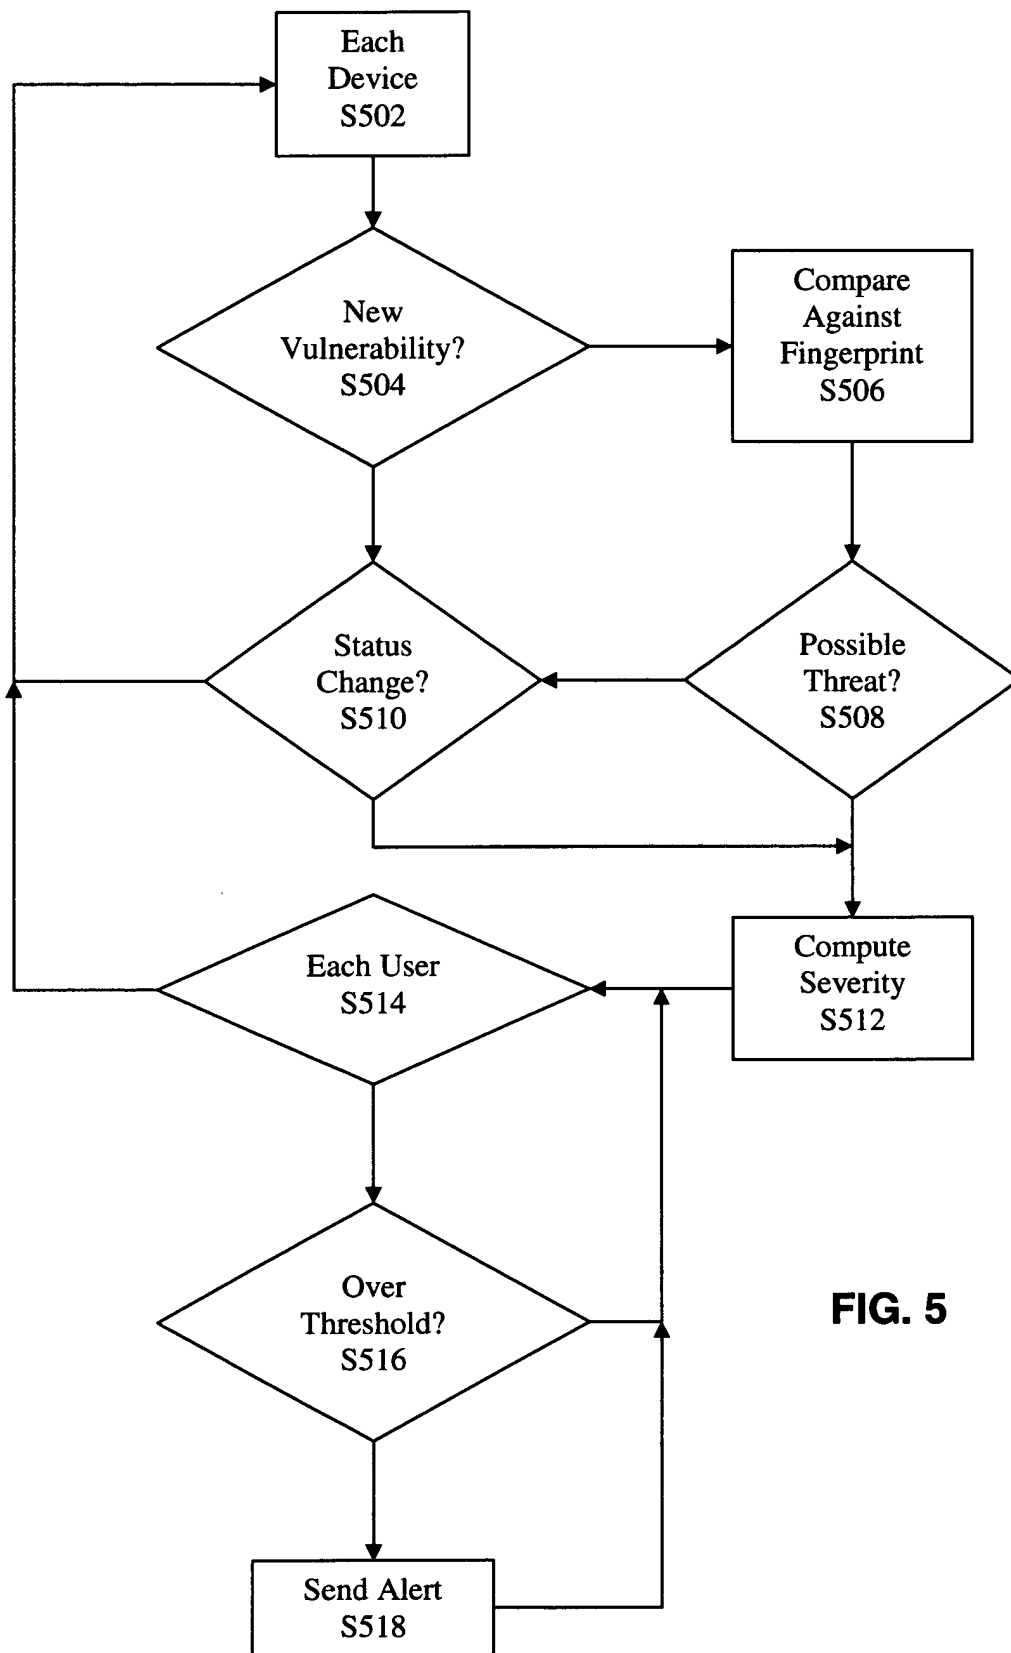 Each
Device
S502
New
Vulnerability?
S504
Compare
Against
Fingerprint
S506
Status
Change?
S510
Possible
Threat?
S508
Each User
S514
Compute
Severity
S512
Over
Threshold?
S516
FIG. 5
Send Alert
S518